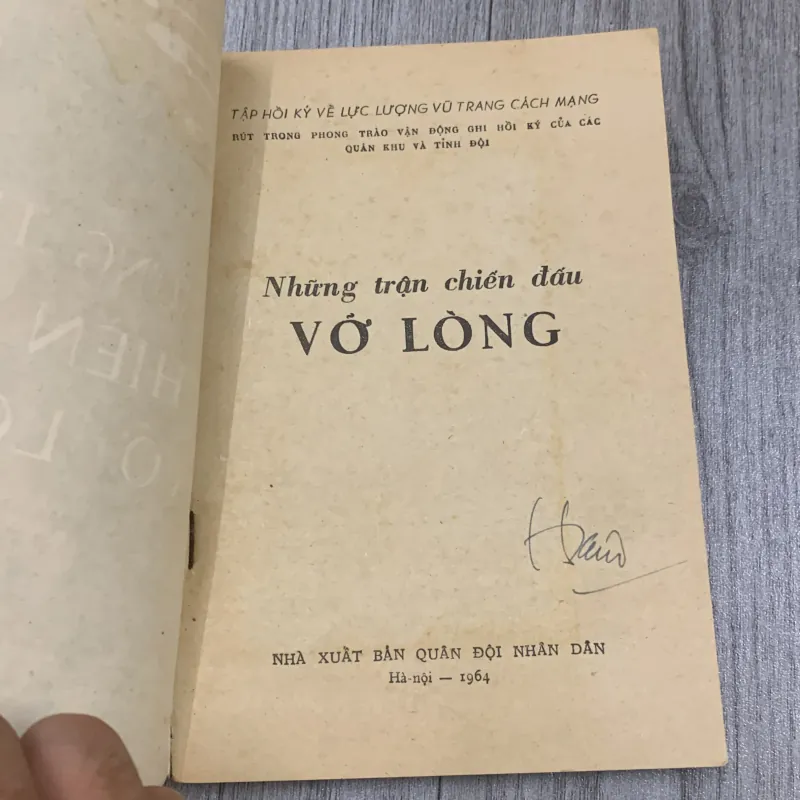 TẬP HỒI KÝ VỀ LỰC LƯỢNG VŨ TRANG CÁCH MẠNG
RÚT TRONG PHONG TRÀO VẬN ĐỘNG GHI HỒI KÝ CỦA CÁC
QUÂN KHU VÀ TỈNH ĐỘI
Những trận chiến đấu
VỠ LÒNG
NHÀ XUẤT BẢN QUÂN ĐỘI NHÂN DÂN
Hà-nội — 1964